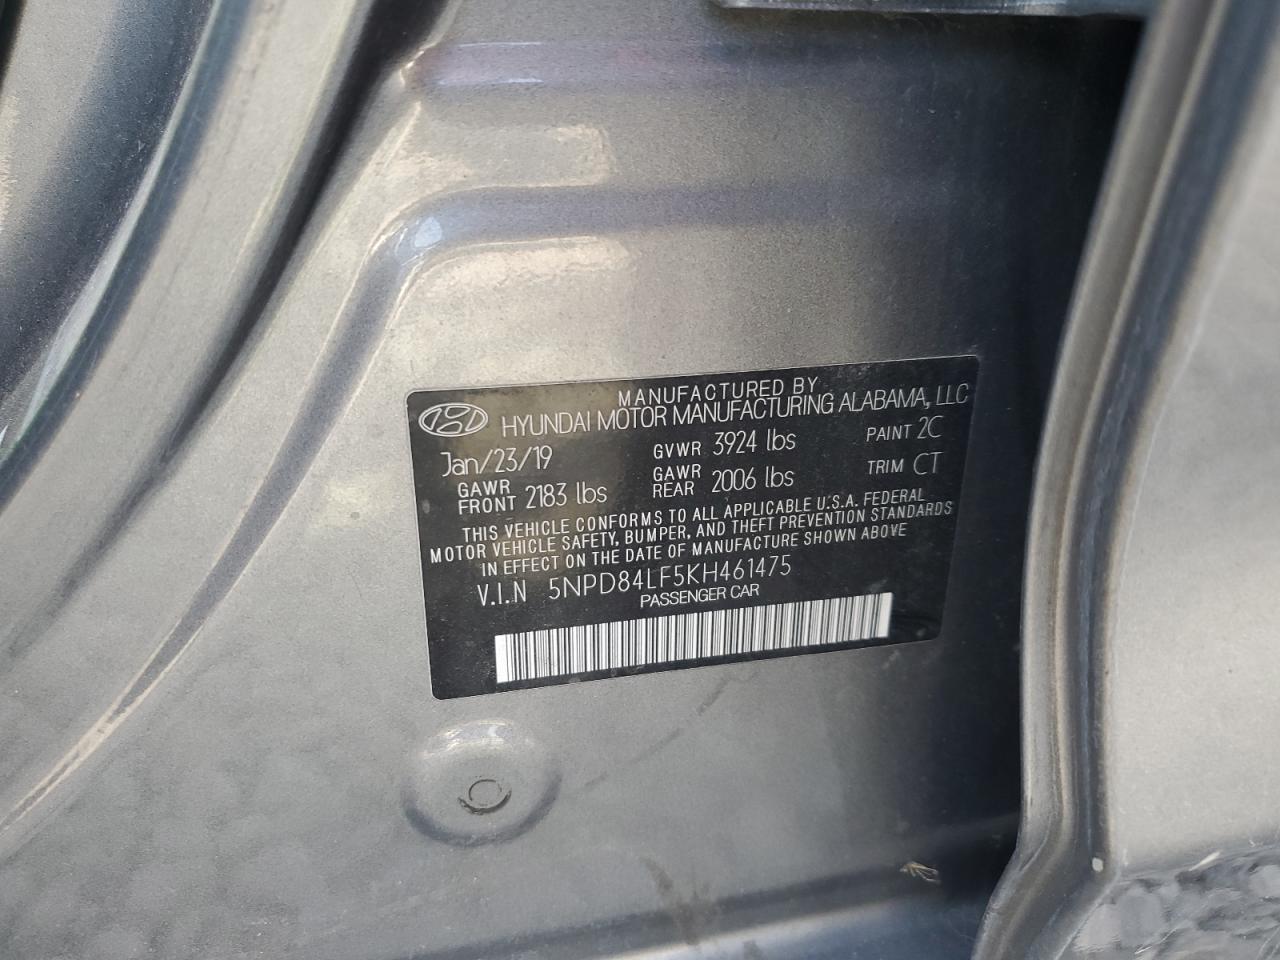 MANUFACTURED BY
HYUNDAI MOTOR MANUFACTURING ALABAMA, LLC
Jan/23/19 GVWR 3924 lbs PAINT 2C
GAWR FRONT 2183 lbs GAWR REAR 2006 lbs TRIM CT
THIS VEHICLE CONFORMS TO ALL APPLICABLE U.S.A. FEDERAL
MOTOR VEHICLE SAFETY, BUMPER, AND THEFT PREVENTION STANDARDS
IN EFFECT ON THE DATE OF MANUFACTURE SHOWN ABOVE
V.I.N 5NPD84LF5KH461475
PASSENGER CAR